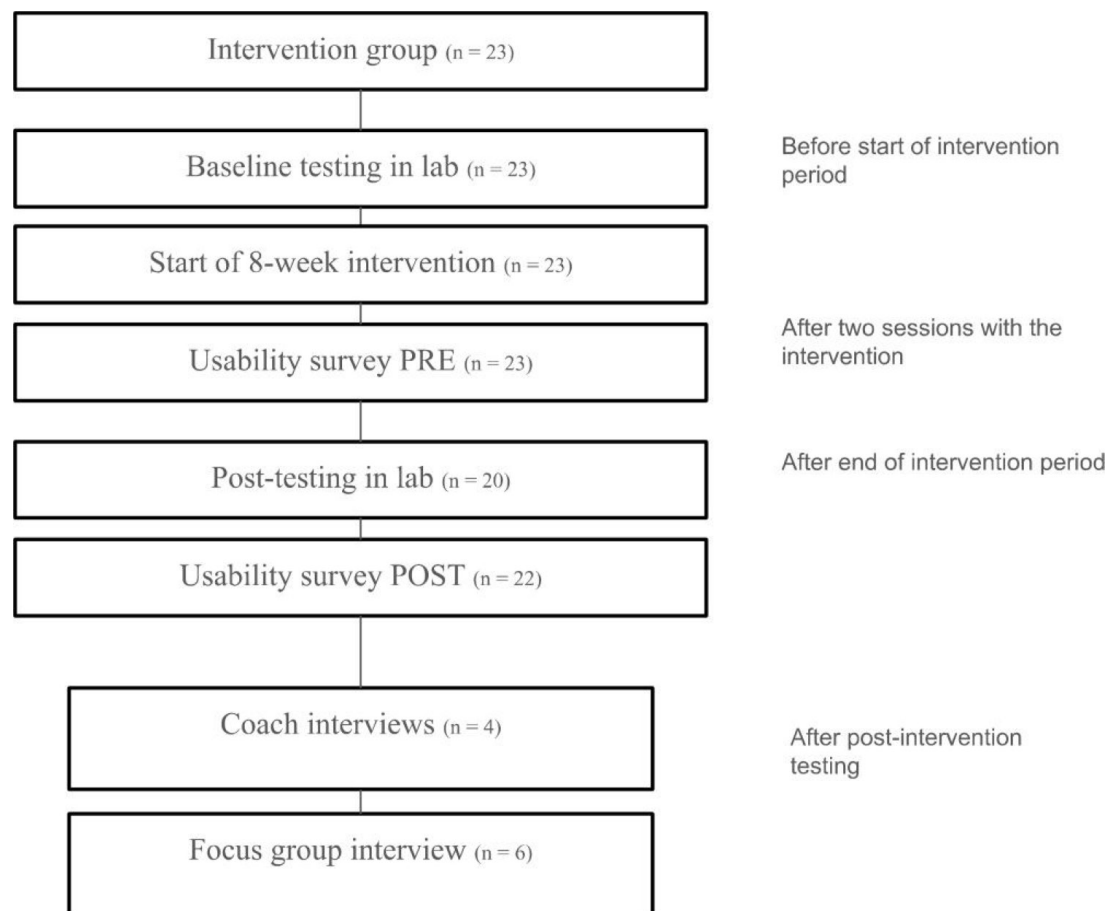 Intervention group (n = 23)
Baseline testing in lab (n = 23)
Before start of intervention
period
Start of 8-week intervention (n = 23)
Usability survey PRE (n = 23)
After two sessions with the
intervention
Post-testing in lab (n = 20)
After end of intervention period
Usability survey POST (n = 22)
Coach interviews (n = 4)
After post-intervention
testing
Focus group interview (n = 6)